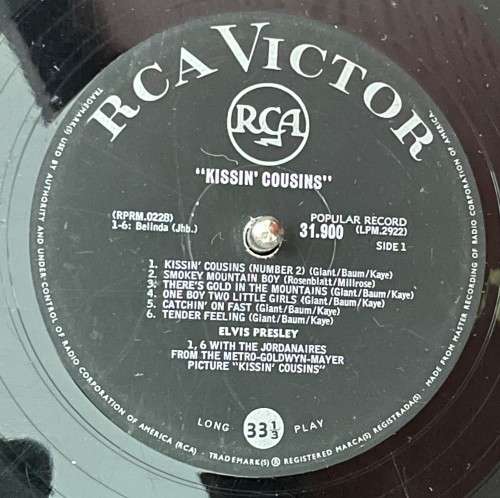 RCA VICTOR
RCA
"KISSIN' COUSINS"
(RPRM.0228)
1-6: Belinda (Jhb.)
POPULAR RECORD
31.900 (LPM.2922)
SIDE 1
1. KISSIN' COUSINS (NUMBER 2) (Giant/Baum/Kaye)
2. SMOKEY MOUNTAIN BOY (Rosenblatt/Millrose)
3. THERE'S GOLD IN THE MOUNTAINS (Giant/Baum/Kaye)
4. ONE BOY TWO LITTLE GIRLS (Giant/Baum/Kaye)
5. CATCHIN' ON FAST (Giant/Baum/Kaye)
6. TENDER FEELING (Giant/Baum/Kaye)
ELVIS PRESLEY
1, 6 WITH THE JORDANAIRES
FROM THE METRO-GOLDWYN-MAYER
PICTURE "KISSIN' COUSINS"
LONG 33 1/3 PLAY
TRADEMARK(S) USED BY AUTHORITY AND UNDER CONTROL OF RADIO CORPORATION OF AMERICA (RCA) - TRADEMARK(S) ® REGISTERED MARCA(S) REGISTRADA(S) - MADE FROM MASTER RECORDING OF RADIO CORPORATION OF AMERICA.